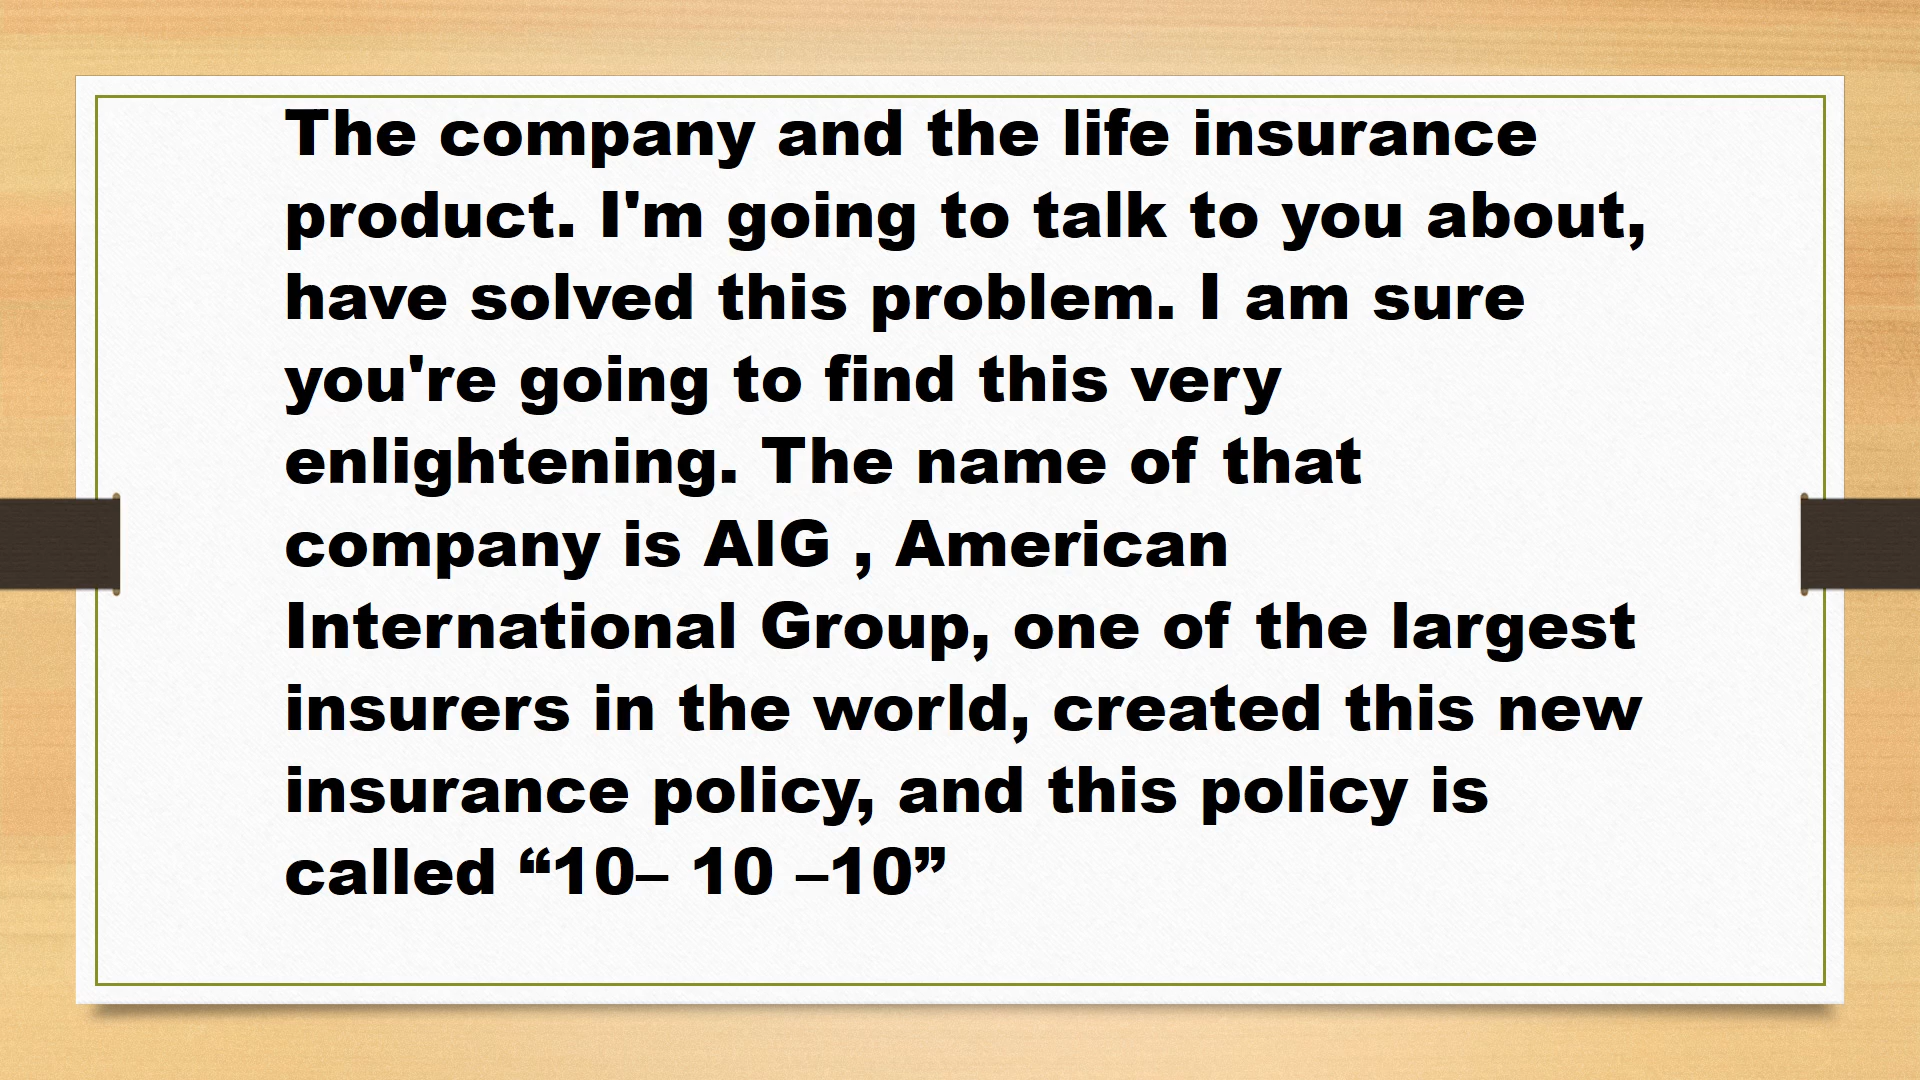 The company and the life insurance
product. I'm going to talk to you about,
have solved this problem. I am sure
you're going to find this very
enlightening. The name of that
company is AIG , American
International Group, one of the largest
insurers in the world, created this new
insurance policy, and this policy is
called “10– 10 –10”